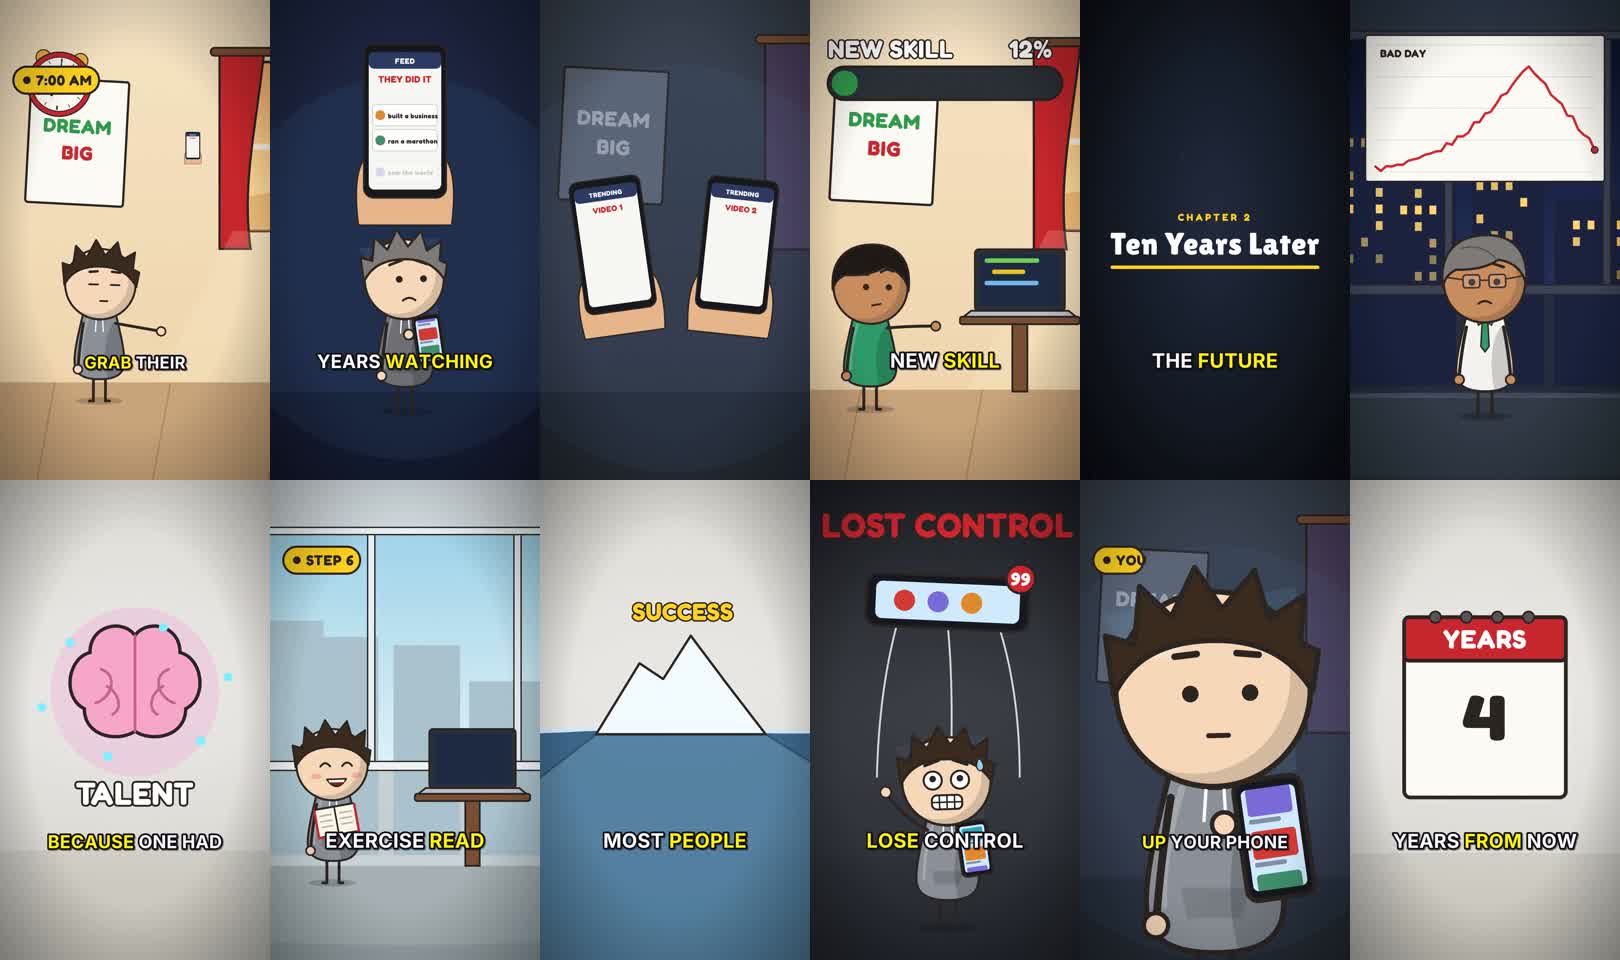 7:00 AM
DREAM
BIG
GRAB THEIR
FEED
THEY DID IT
built a business
ran a marathon
YEARS WATCHING
DREAM
BIG
TRENDING
VIDEO 1
TRENDING
VIDEO 2
NEW SKILL 12%
DREAM
BIG
NEW SKILL
CHAPTER 2
Ten Years Later
THE FUTURE
BAD DAY
TALENT
BECAUSE ONE HAD
STEP 6
EXERCISE READ
SUCCESS
MOST PEOPLE
LOST CONTROL
99
LOSE CONTROL
YOU
UP YOUR PHONE
YEARS
4
YEARS FROM NOW